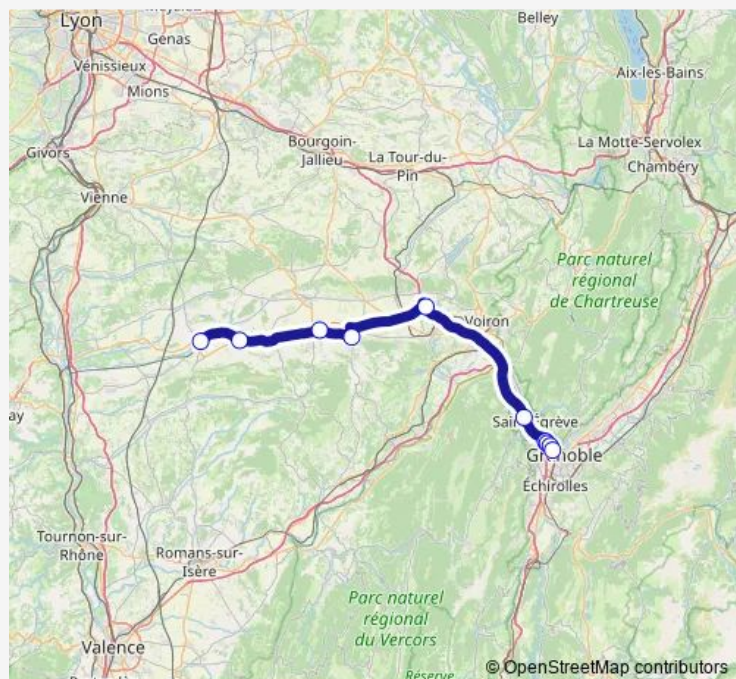 Lyon
Genas
Vénissieux
Mions
Belley
Aix-les-Bains
Givors
Bourgoin-
Jallieu
La Tour-du-
Pin
La Motte-Servolex
Chambéry
Vienne
Parc naturel
régional
de Chartreuse
Voiron
Grenoble
Échirolles
Tournon-sur-
Rhône
Romans-sur-
Isère
Parc naturel
régional
du Vercors
Valence
Réserve
© OpenStreetMap contributors